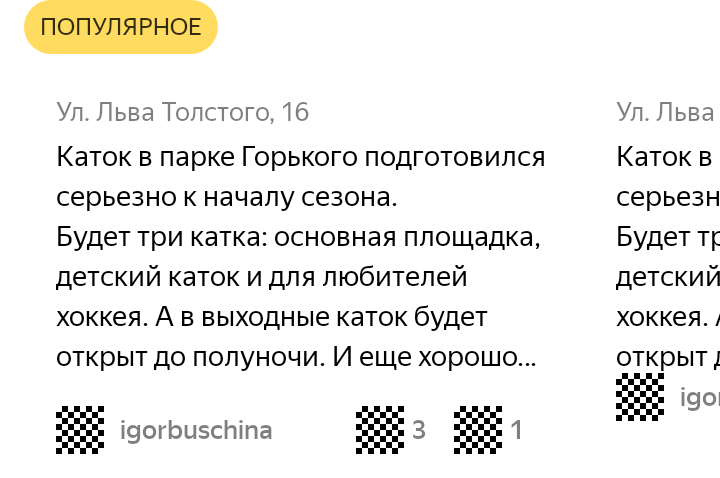 ПОПУЛЯРНОЕ
Ул. Льва Толстого, 16
Каток в парке Горького подготовился
серьезно к началу сезона.
Будет три катка: основная площадка,
детский каток и для любителей
хоккея. А в выходные каток будет
открыт до полуночи. И еще хорошо...
igorbuschina 3 1
Ул. Льва
Каток в
серьезн
Будет тр
детский
хоккея.
открыт
igor